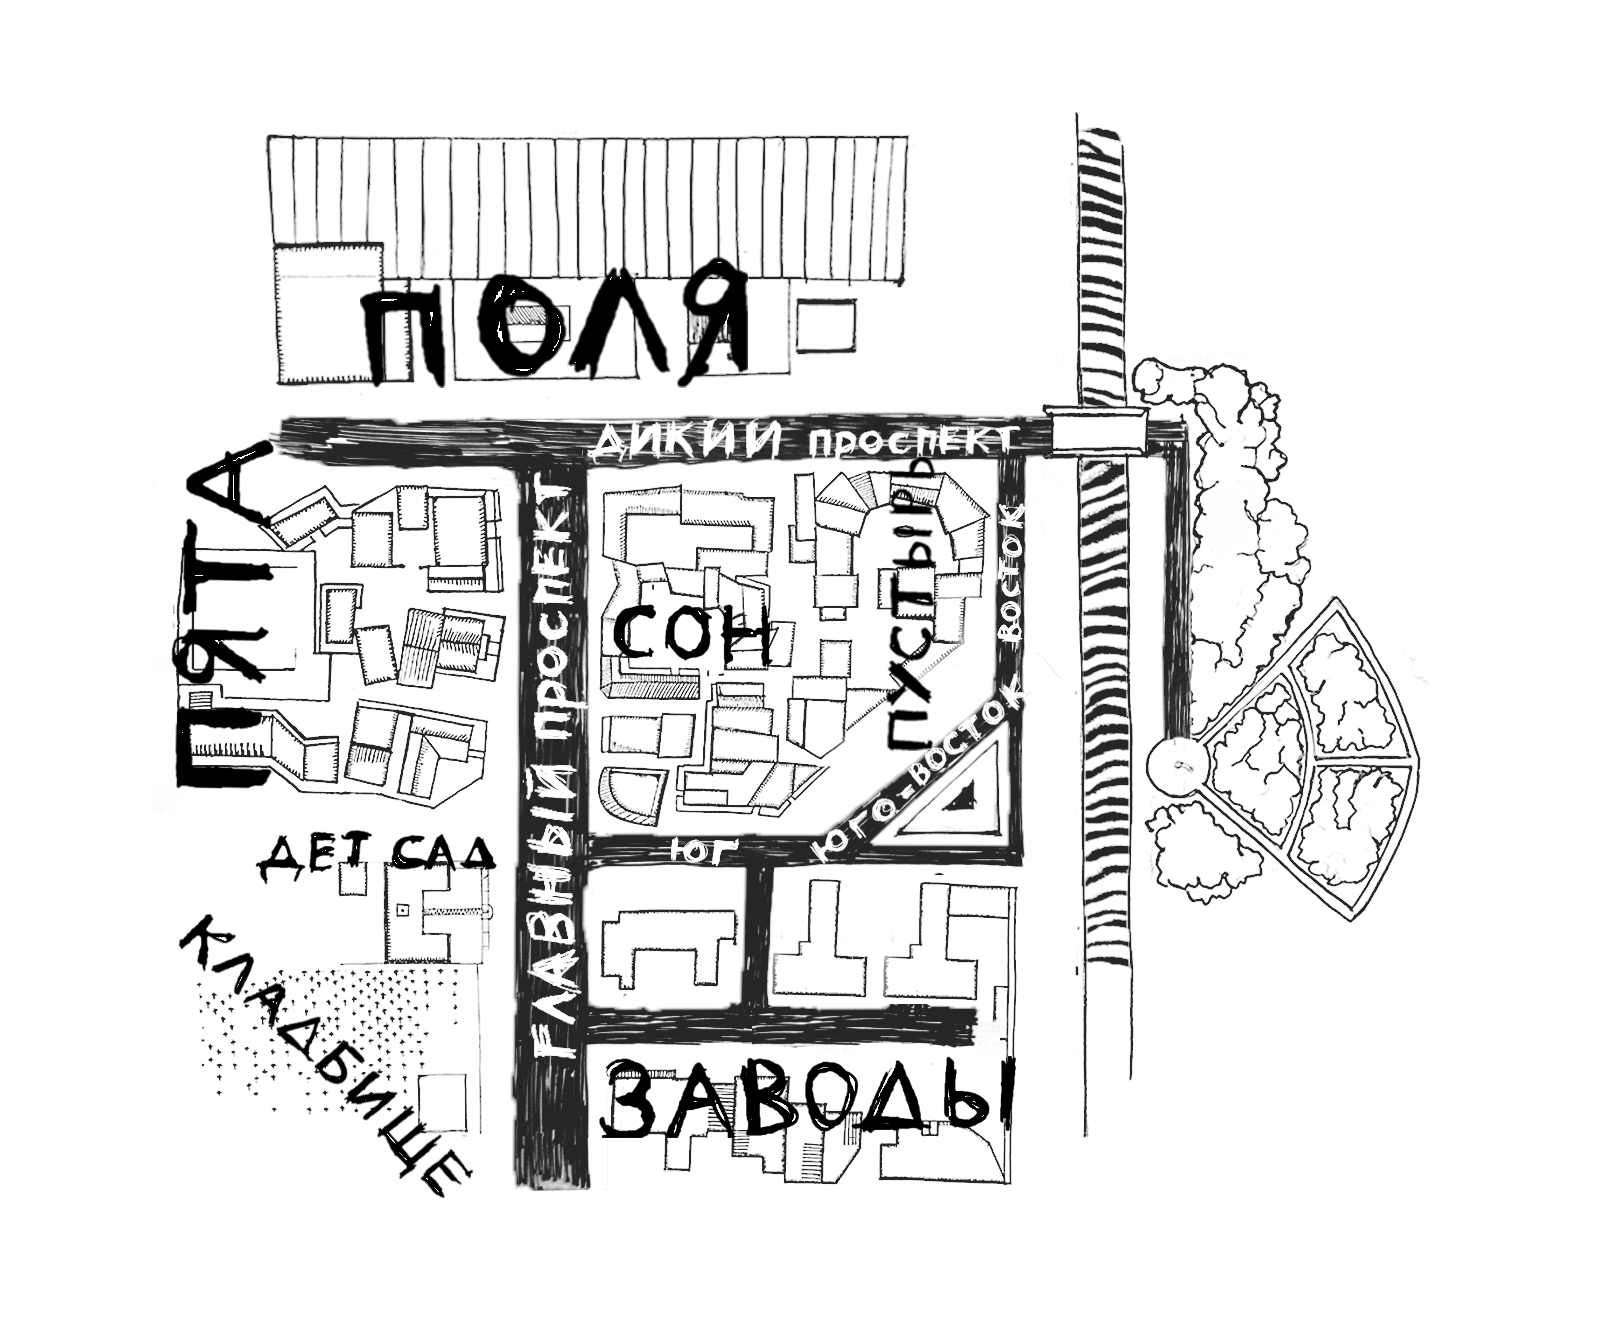 ПОЛЯ
ДИКИЙ ПРОСПЕКТ
ПЯТА
ГЛАВНЫЙ ПРОСПЕКТ
СОН
ПУСТЫРЬ
ВОСТОК
ЮГО-ВОСТОК
ЮГ
ДЕТ САД
КЛАДБИЩЕ
ЗАВОДЫ